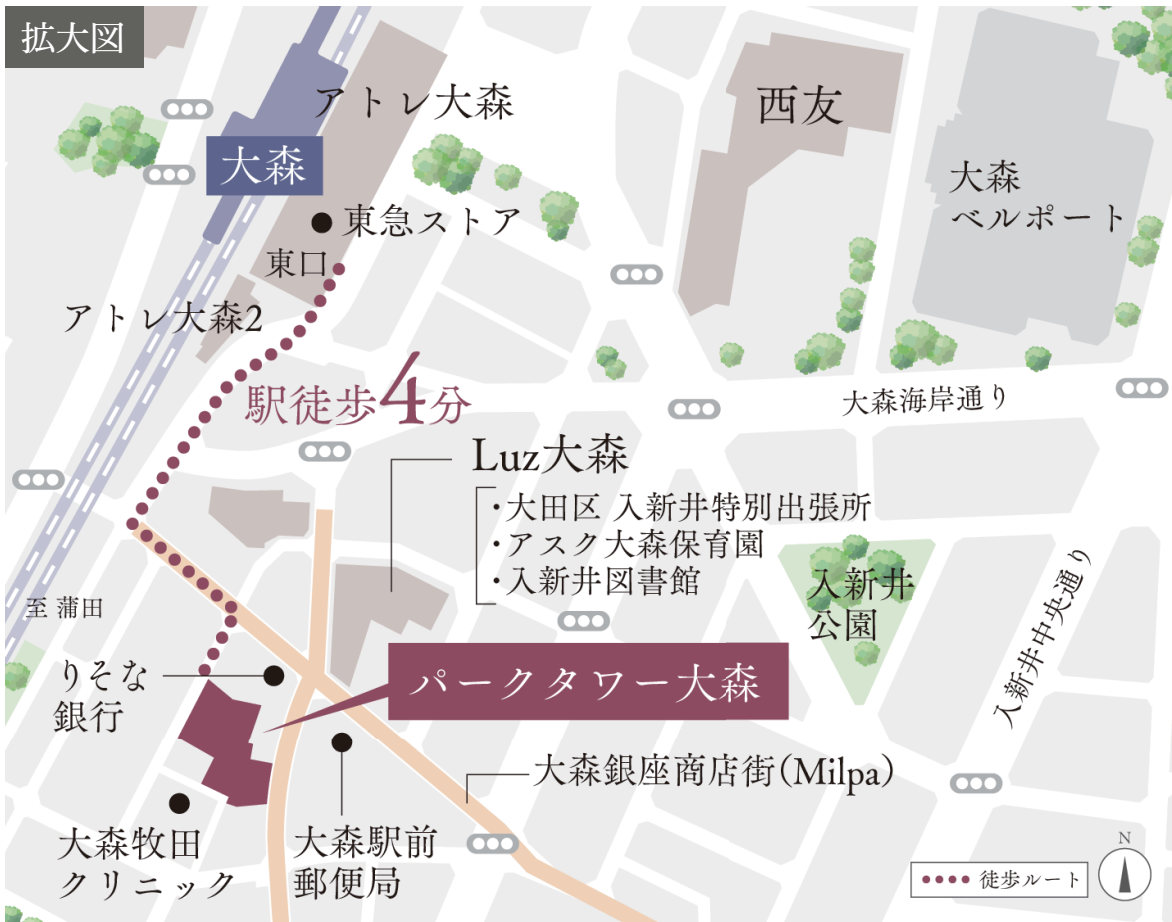 拡大図
アトレ大森
西友
大森
大森
ベルポート
東急ストア
東口
アトレ大森2
駅徒歩4分
大森海岸通り
Luz大森
・大田区 入新井特別出張所
・アスク大森保育園
・入新井図書館
入新井
公園
入新井中央通り
至 蒲田
りそな
銀行
パークタワー大森
大森銀座商店街(Milpa)
大森牧田
クリニック
大森駅前
郵便局
N
徒歩ルート